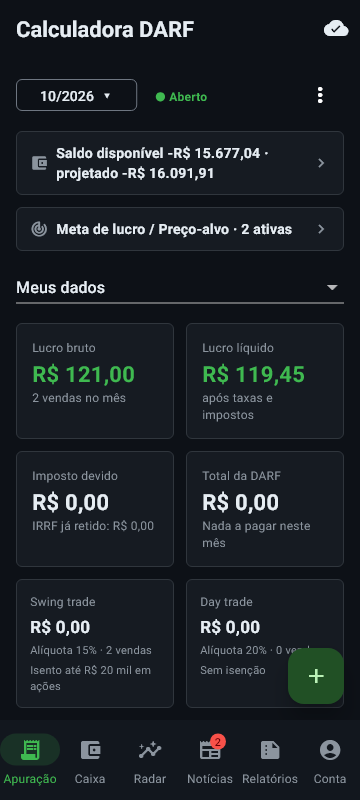 Calculadora DARF
10/2026
Aberto
Saldo disponível -R$ 15.677,04 ·
projetado -R$ 16.091,91
Meta de lucro / Preço-alvo · 2 ativas
Meus dados
Lucro bruto
R$ 121,00
2 vendas no mês
Lucro líquido
R$ 119,45
após taxas e
impostos
Imposto devido
R$ 0,00
IRRF já retido: R$ 0,00
Total da DARF
R$ 0,00
Nada a pagar neste
mês
Swing trade
R$ 0,00
Alíquota 15% · 2 vendas
Isento até R$ 20 mil em
ações
Day trade
R$ 0,00
Alíquota 20% · 0
Sem isenção
+
2
Apuração
Caixa
Radar
Notícias
Relatórios
Conta